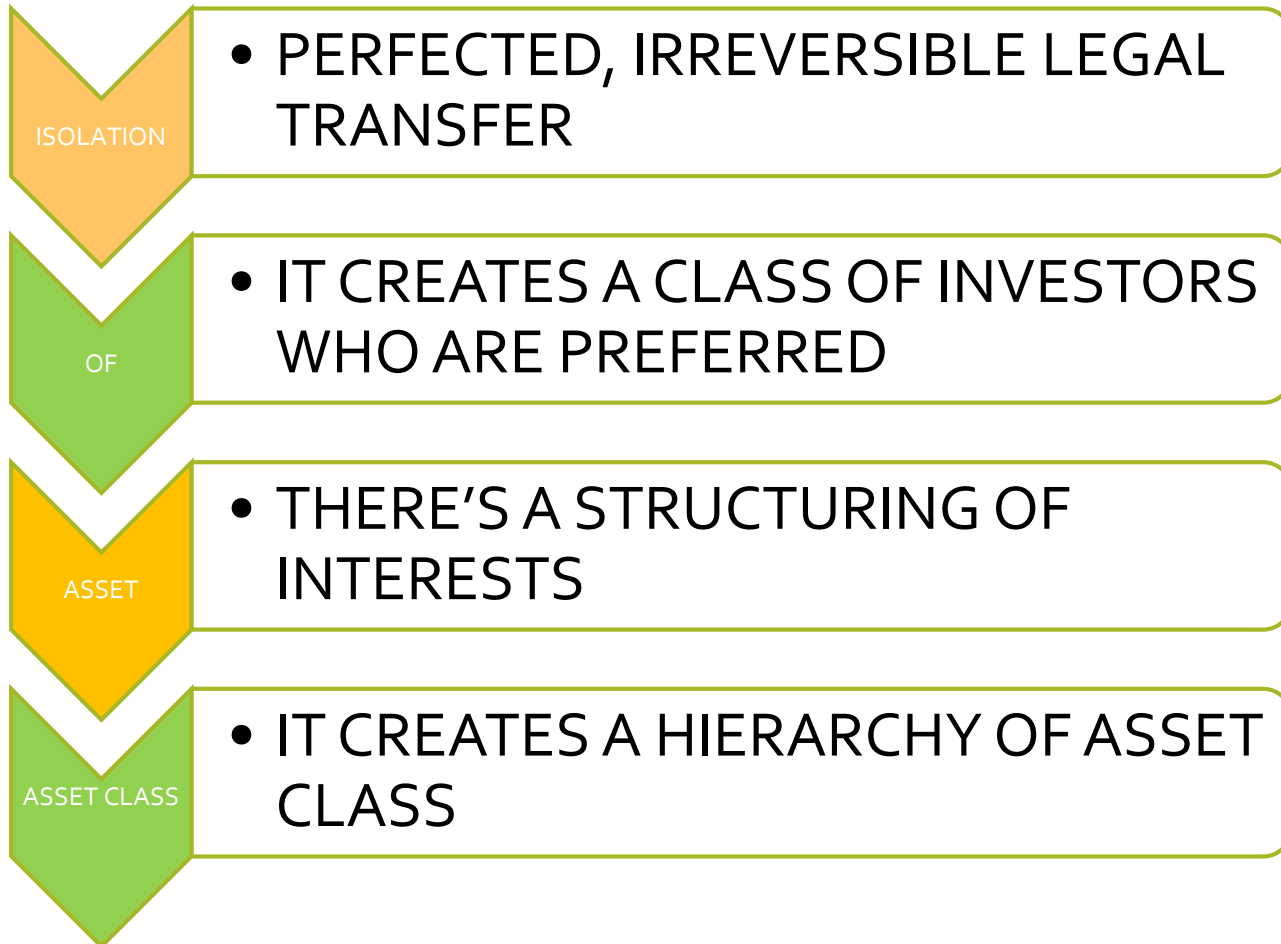 ISOLATION
• PERFECTED, IRREVERSIBLE LEGAL
TRANSFER
OF
• IT CREATES A CLASS OF INVESTORS
WHO ARE PREFERRED
ASSET
• THERE’S A STRUCTURING OF
INTERESTS
ASSET CLASS
• IT CREATES A HIERARCHY OF ASSET
CLASS